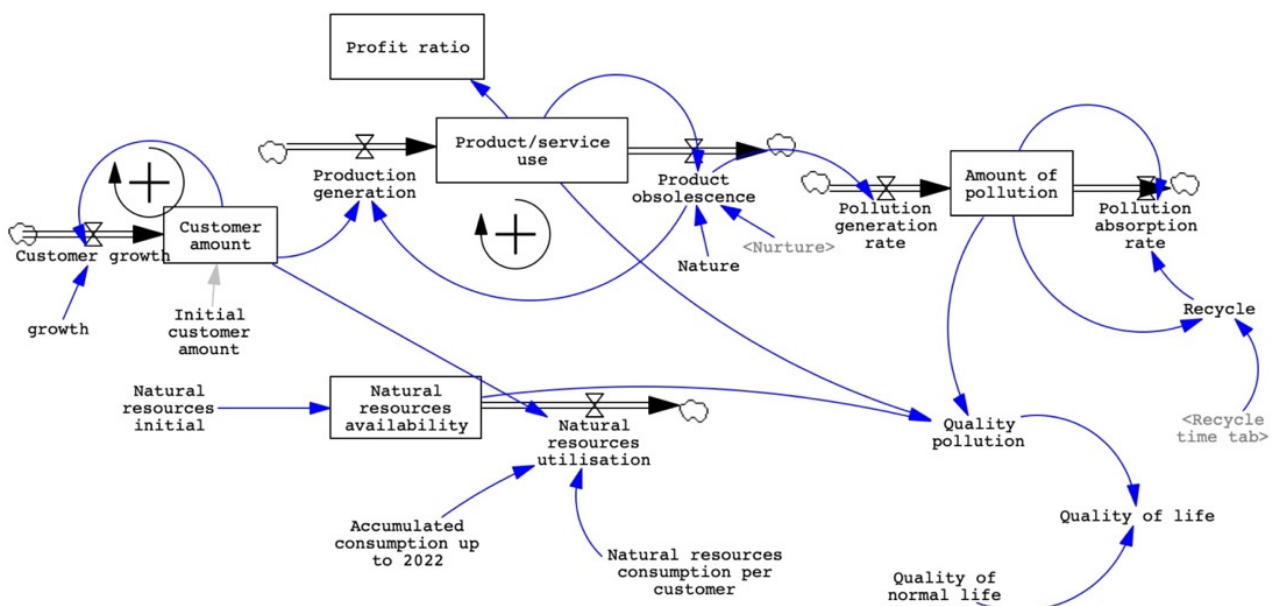 Profit ratio
Product/service
use
Production
generation
Product
obsolescence
<Nurture>
Nature
Amount of
pollution
Pollution
generation
rate
Pollution
absorption
rate
Customer
amount
Customer growth
growth
Initial
customer
amount
Recycle
<Recycle
time tab>
Natural
resources
initial
Natural
resources
availability
Natural
resources
utilisation
Quality
pollution
Accumulated
consumption up
to 2022
Natural resources
consumption per
customer
Quality of life
Quality of
normal life